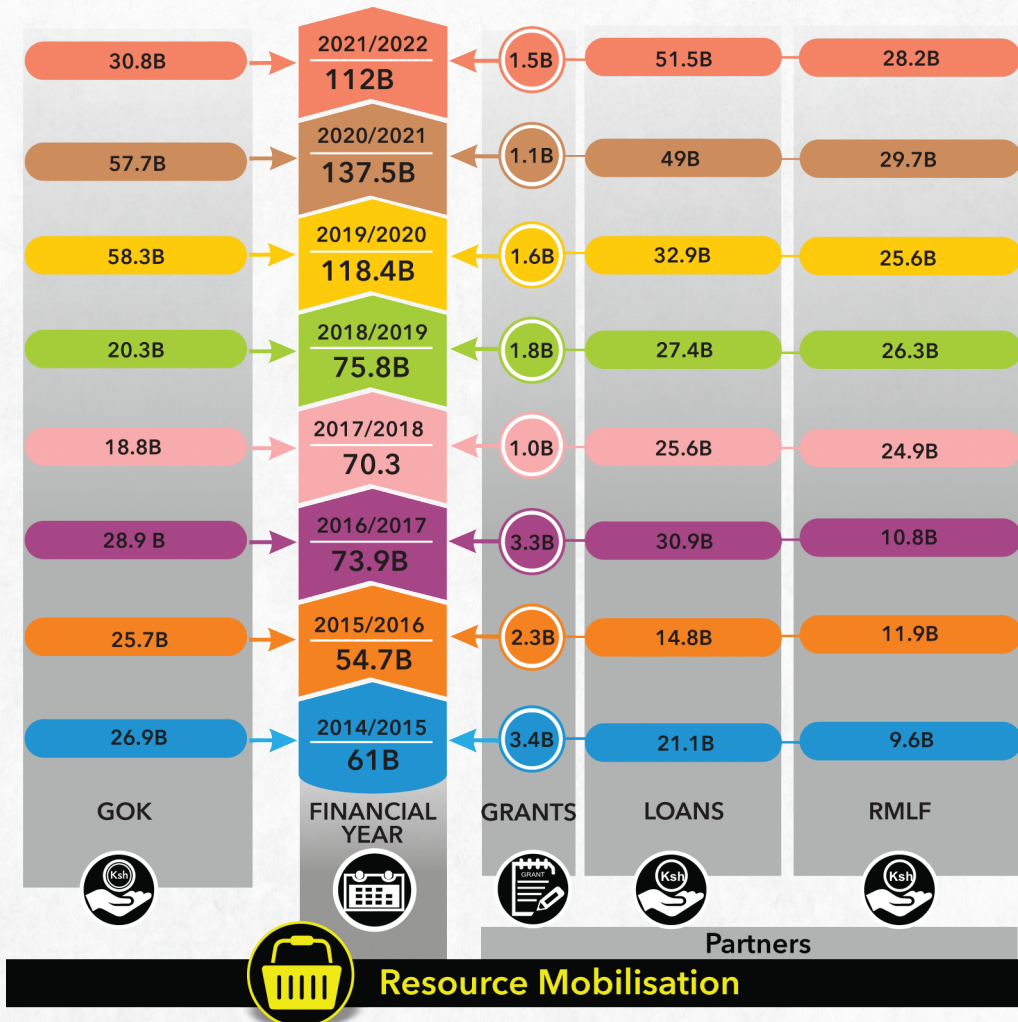 30.8B
2021/2022
112B
1.5B
51.5B
28.2B
57.7B
2020/2021
137.5B
1.1B
49B
29.7B
58.3B
2019/2020
118.4B
1.6B
32.9B
25.6B
20.3B
2018/2019
75.8B
1.8B
27.4B
26.3B
18.8B
2017/2018
70.3
1.0B
25.6B
24.9B
28.9 B
2016/2017
73.9B
3.3B
30.9B
10.8B
25.7B
2015/2016
54.7B
2.3B
14.8B
11.9B
26.9B
2014/2015
61B
3.4B
21.1B
9.6B
GOK
FINANCIAL
YEAR
GRANTS
LOANS
RMLF
Ksh
GRANT
Ksh
Ksh
Partners
Resource Mobilisation